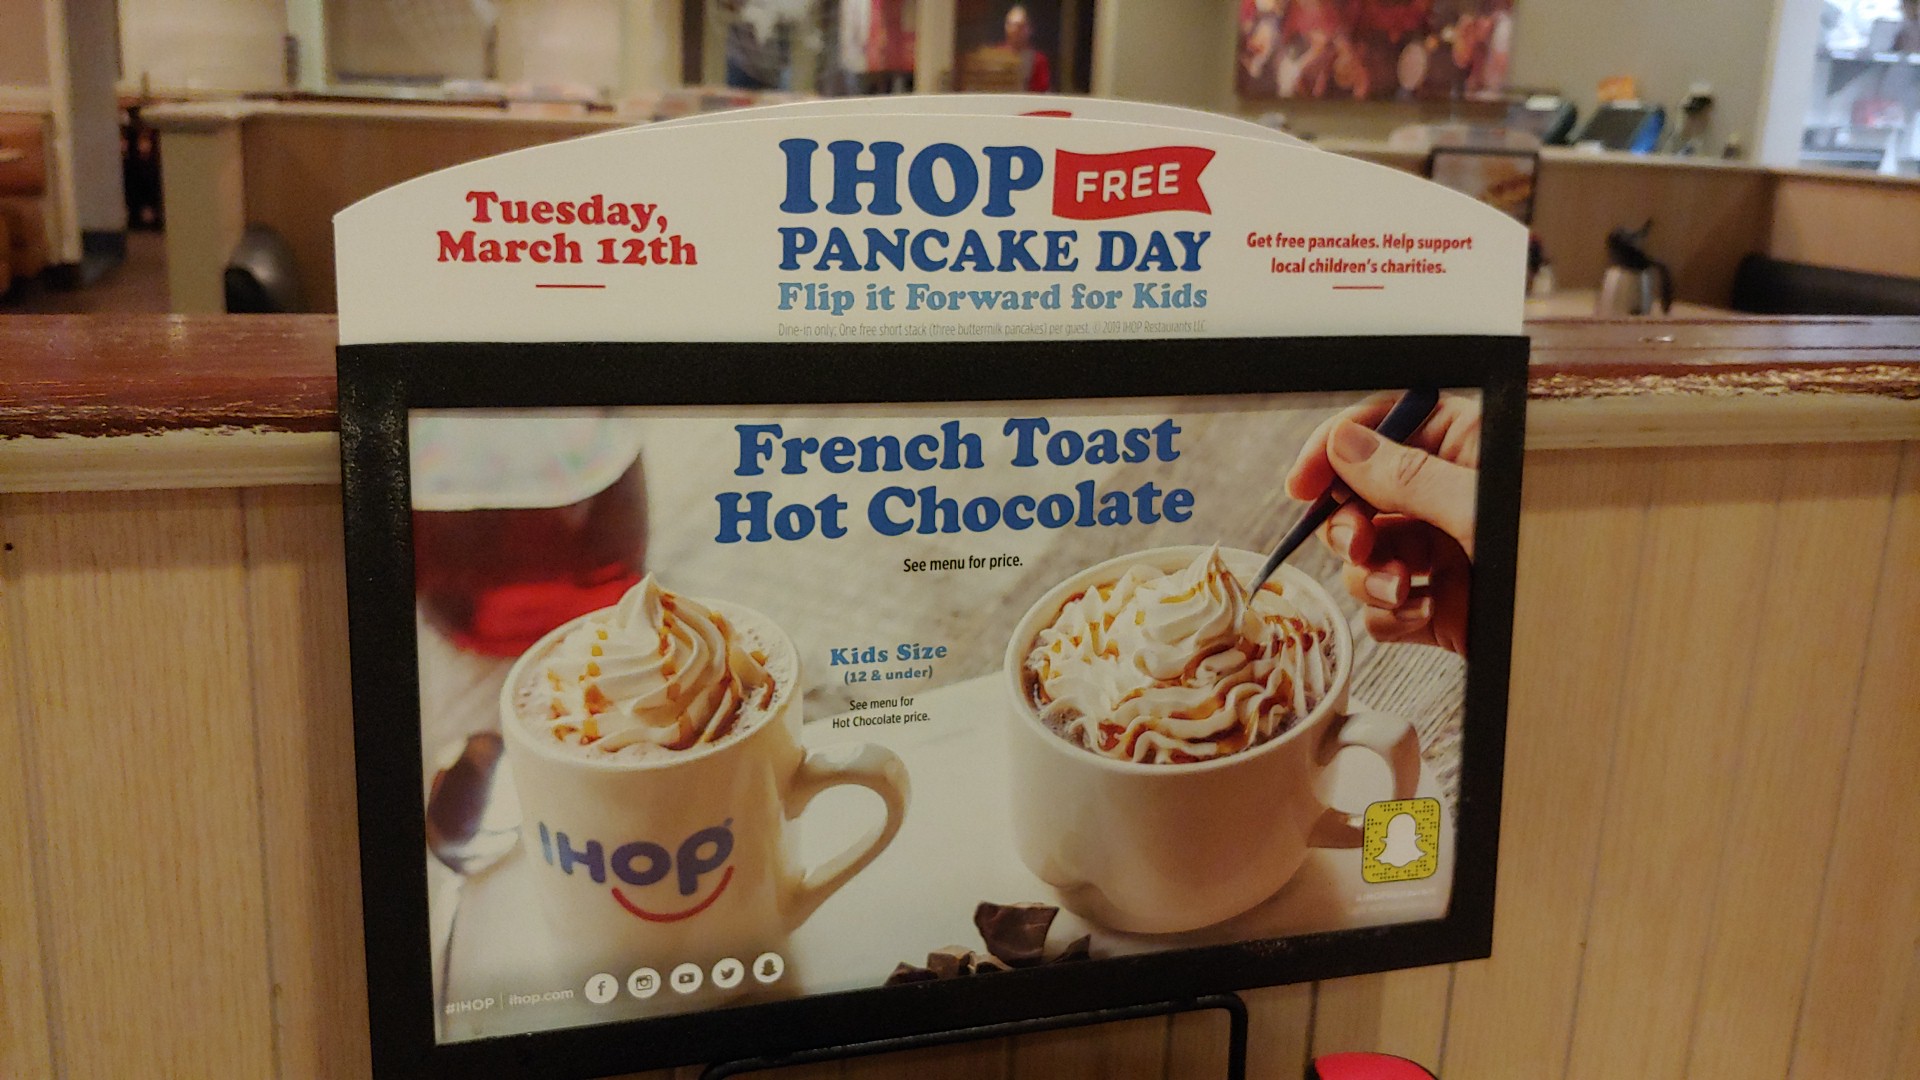 Tuesday,
March 12th
IHOP FREE
PANCAKE DAY
Flip it Forward for Kids
Dine-in only; One free short stack (three buttermilk pancakes) per guest. © 2019 IHOP Restaurants LLC
Get free pancakes. Help support
local children's charities.
French Toast
Hot Chocolate
See menu for price.
Kids Size
(12 & under)
See menu for
Hot Chocolate price.
IHOP
#IHOP | ihop.com